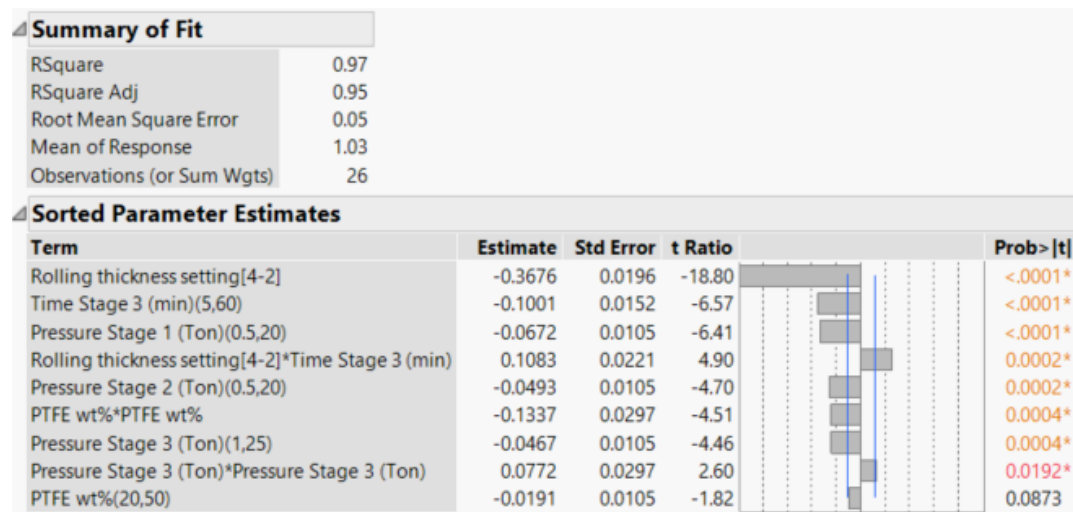 Summary of Fit
RSquare 0.97
RSquare Adj 0.95
Root Mean Square Error 0.05
Mean of Response 1.03
Observations (or Sum Wgts) 26
Sorted Parameter Estimates
Term Estimate Std Error t Ratio Prob>|t|
Rolling thickness setting[4-2] -0.3676 0.0196 -18.80 <.0001*
Time Stage 3 (min)(5,60) -0.1001 0.0152 -6.57 <.0001*
Pressure Stage 1 (Ton)(0.5,20) -0.0672 0.0105 -6.41 <.0001*
Rolling thickness setting[4-2]*Time Stage 3 (min) 0.1083 0.0221 4.90 0.0002*
Pressure Stage 2 (Ton)(0.5,20) -0.0493 0.0105 -4.70 0.0002*
PTFE wt%*PTFE wt% -0.1337 0.0297 -4.51 0.0004*
Pressure Stage 3 (Ton)(1,25) -0.0467 0.0105 -4.46 0.0004*
Pressure Stage 3 (Ton)*Pressure Stage 3 (Ton) 0.0772 0.0297 2.60 0.0192*
PTFE wt%(20,50) -0.0191 0.0105 -1.82 0.0873